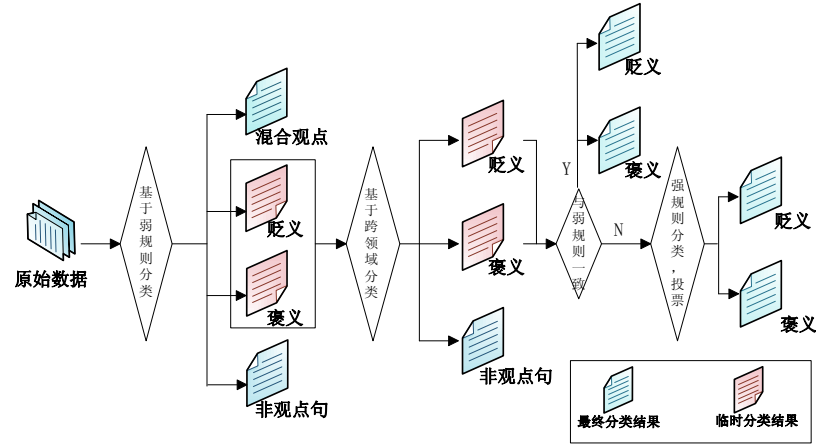 原始数据
基于弱规则分类
混合观点
贬义
褒义
非观点句
基于跨领域分类
贬义
褒义
非观点句
与弱规则一致
Y
贬义
褒义
N
强规则分类,投票
贬义
褒义
最终分类结果
临时分类结果